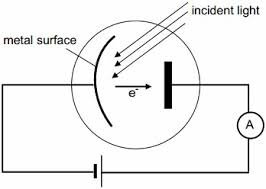 incident light
metal surface
e-
A